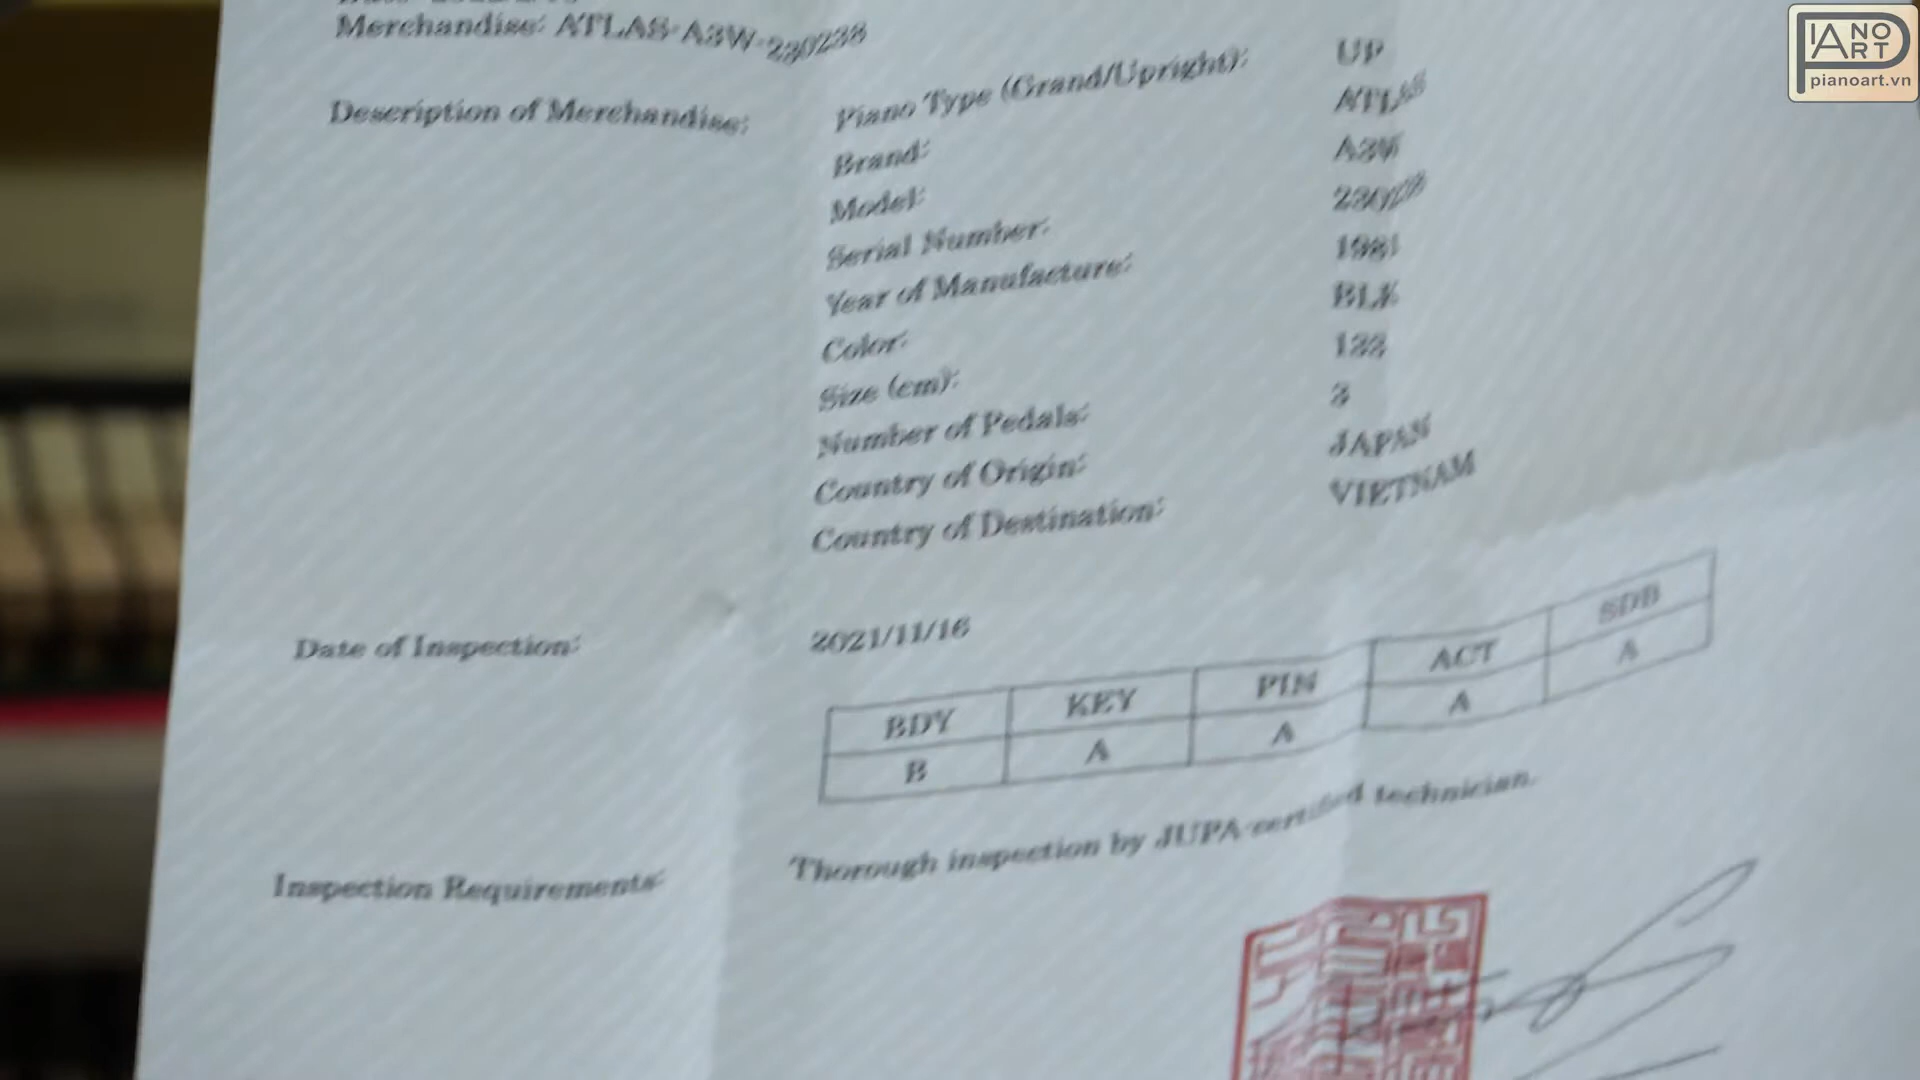 PIANO ART
pianoart.vn
Merchandise: ATLAS-A3W-230238
Description of Merchandise:
Piano Type (Grand/Upright): UP
Brand: ATLAS
Model: A3W
Serial Number:
Year of Manufacture: 1981
Color: BLK
Size (cm):
Number of Pedals: 3
Country of Origin: JAPAN
Country of Destination: VIETNAM
Date of Inspection: 2021/11/16
BDY KEY PIN ACT SDB
B A A A A
Inspection Requirements: Thorough inspection by JUPA-certified technician.